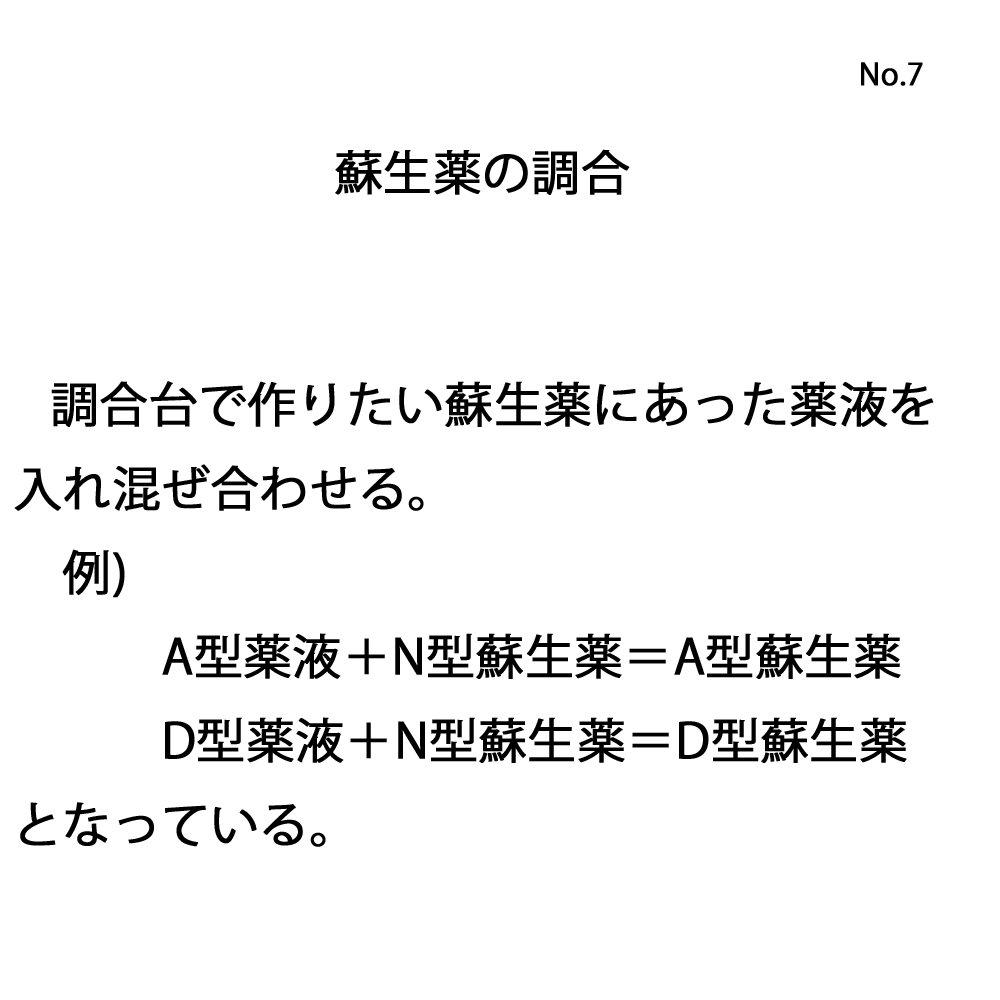 No.7
蘇生薬の調合
調合台で作りたい蘇生薬にあった薬液を
入れ混ぜ合わせる。
例)
A型薬液＋N型蘇生薬＝A型蘇生薬
D型薬液＋N型蘇生薬＝D型蘇生薬
となっている。